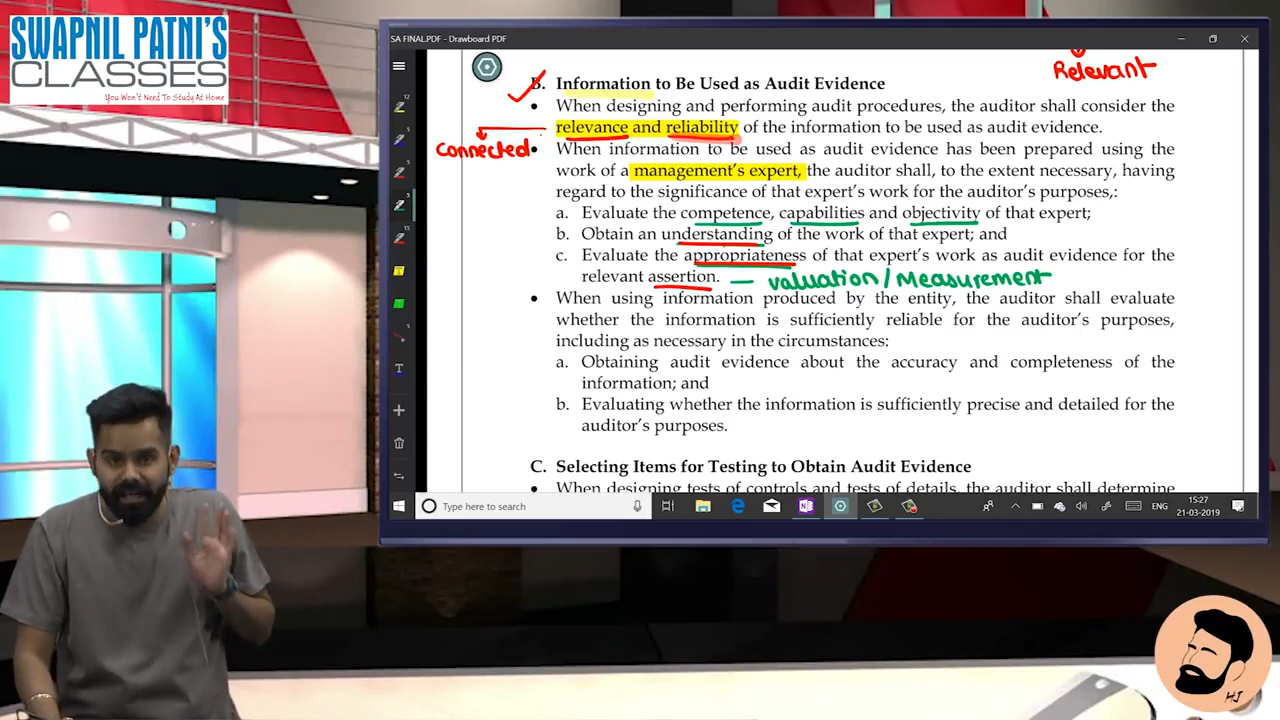 SWAPNIL PATNI'S
CLASSES
You Won't Need To Study At Home
SA FINAL.PDF - Drawboard PDF
Relevant
B. Information to Be Used as Audit Evidence
• When designing and performing audit procedures, the auditor shall consider the
relevance and reliability of the information to be used as audit evidence.
Connected
• When information to be used as audit evidence has been prepared using the
work of a management's expert, the auditor shall, to the extent necessary, having
regard to the significance of that expert's work for the auditor's purposes,:
a. Evaluate the competence, capabilities and objectivity of that expert;
b. Obtain an understanding of the work of that expert; and
c. Evaluate the appropriateness of that expert's work as audit evidence for the
relevant assertion. — valuation / Measurement
• When using information produced by the entity, the auditor shall evaluate
whether the information is sufficiently reliable for the auditor's purposes,
including as necessary in the circumstances:
a. Obtaining audit evidence about the accuracy and completeness of the
information; and
b. Evaluating whether the information is sufficiently precise and detailed for the
auditor's purposes.
C. Selecting Items for Testing to Obtain Audit Evidence
• When designing tests of controls and tests of details, the auditor shall determine
Type here to search
ENG
15:27
21-03-2019
HJ